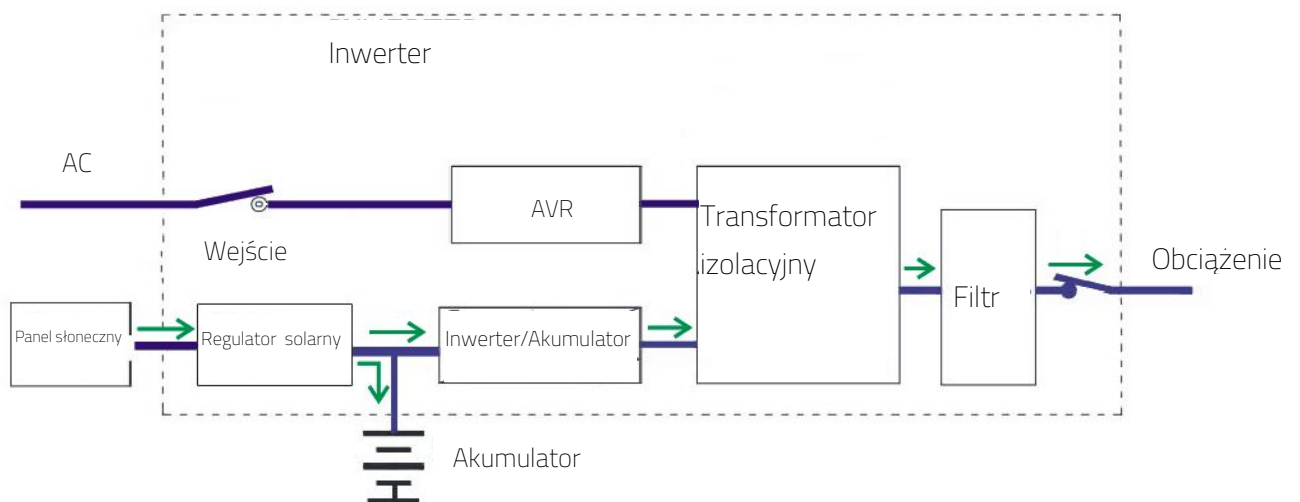 Inwerter
AC
AVR
Transformator
izolacyjny
Wejście
Obciążenie
Filtr
Panel słoneczny
Regulator solarny
Inwerter/Akumulator
Akumulator